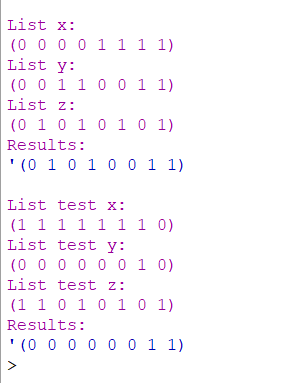 List x:
(0 0 0 0 1 1 1 1)
List y:
(0 0 1 1 0 0 1 1)
List z:
(0 1 0 1 0 1 0 1)
Results:
'(0 1 0 1 0 0 1 1)
List test x:
(1 1 1 1 1 1 1 0)
List test y:
(0 0 0 0 0 0 1 0)
List test z:
(1 1 0 1 0 1 0 1)
Results:
'(0 0 0 0 0 0 1 1)
>